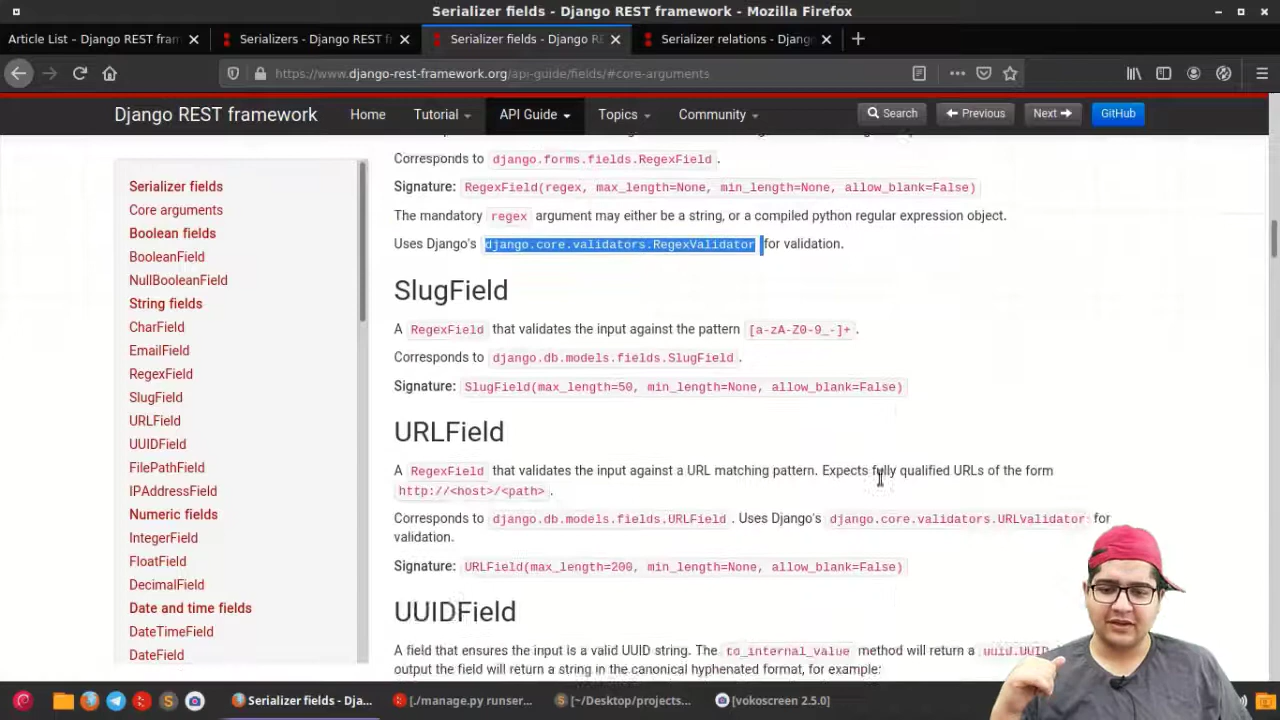 Serializer fields - Django REST framework - Mozilla Firefox
Article List - Django REST fram
Serializers - Django REST f
Serializer fields - Django RE
Serializer relations - Djang
https://www.django-rest-framework.org/api-guide/fields/#core-arguments
Django REST framework
Home
Tutorial
API Guide
Topics
Community
Search
Previous
Next
GitHub
Serializer fields
Core arguments
Boolean fields
BooleanField
NullBooleanField
String fields
CharField
EmailField
RegexField
SlugField
URLField
UUIDField
FilePathField
IPAddressField
Numeric fields
IntegerField
FloatField
DecimalField
Date and time fields
DateTimeField
DateField
Corresponds to django.forms.fields.RegexField.
Signature: RegexField(regex, max_length=None, min_length=None, allow_blank=False)
The mandatory regex argument may either be a string, or a compiled python regular expression object.
Uses Django's django.core.validators.RegexValidator for validation.
SlugField
A RegexField that validates the input against the pattern [a-zA-Z0-9_-]+.
Corresponds to django.db.models.fields.SlugField.
Signature: SlugField(max_length=50, min_length=None, allow_blank=False)
URLField
A RegexField that validates the input against a URL matching pattern. Expects fully qualified URLs of the form
http://<host>/<path>.
Corresponds to django.db.models.fields.URLField. Uses Django's django.core.validators.URLValidator for
validation.
Signature: URLField(max_length=200, min_length=None, allow_blank=False)
UUIDField
A field that ensures the input is a valid UUID string. The to_internal_value method will return a uuid.UUID
output the field will return a string in the canonical hyphenated format, for example:
Serializer fields - Dja...
[./manage.py runser...
[~/Desktop/projects...
[vokoscreen 2.5.0]